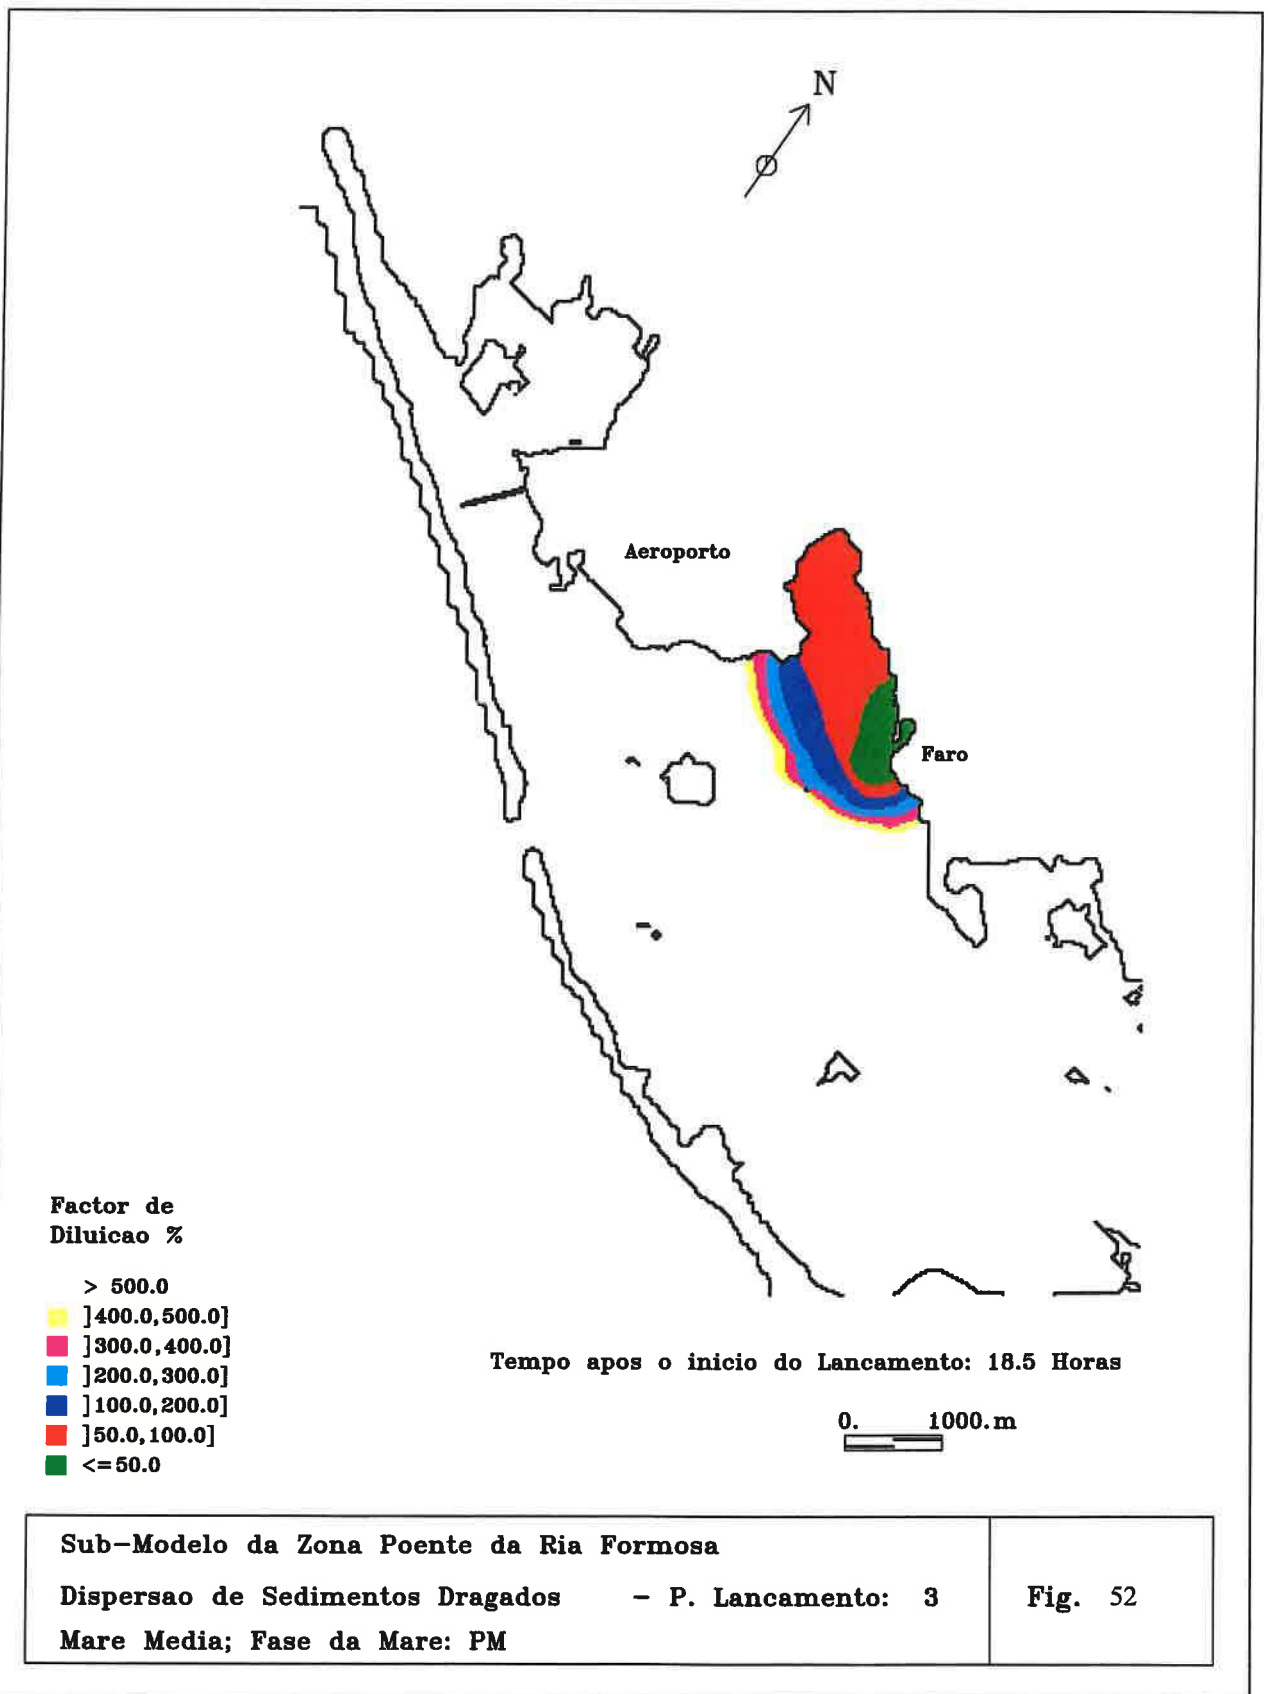 N
Aeroporto
Faro
Factor de
Diluicao %
> 500.0
]400.0,500.0]
]300.0,400.0]
]200.0,300.0]
]100.0,200.0]
]50.0,100.0]
<=50.0
Tempo apos o inicio do Lancamento: 18.5 Horas
0. 1000.m
Sub-Modelo da Zona Poente da Ria Formosa
Dispersao de Sedimentos Dragados - P. Lancamento: 3
Mare Media; Fase da Mare: PM
Fig. 52